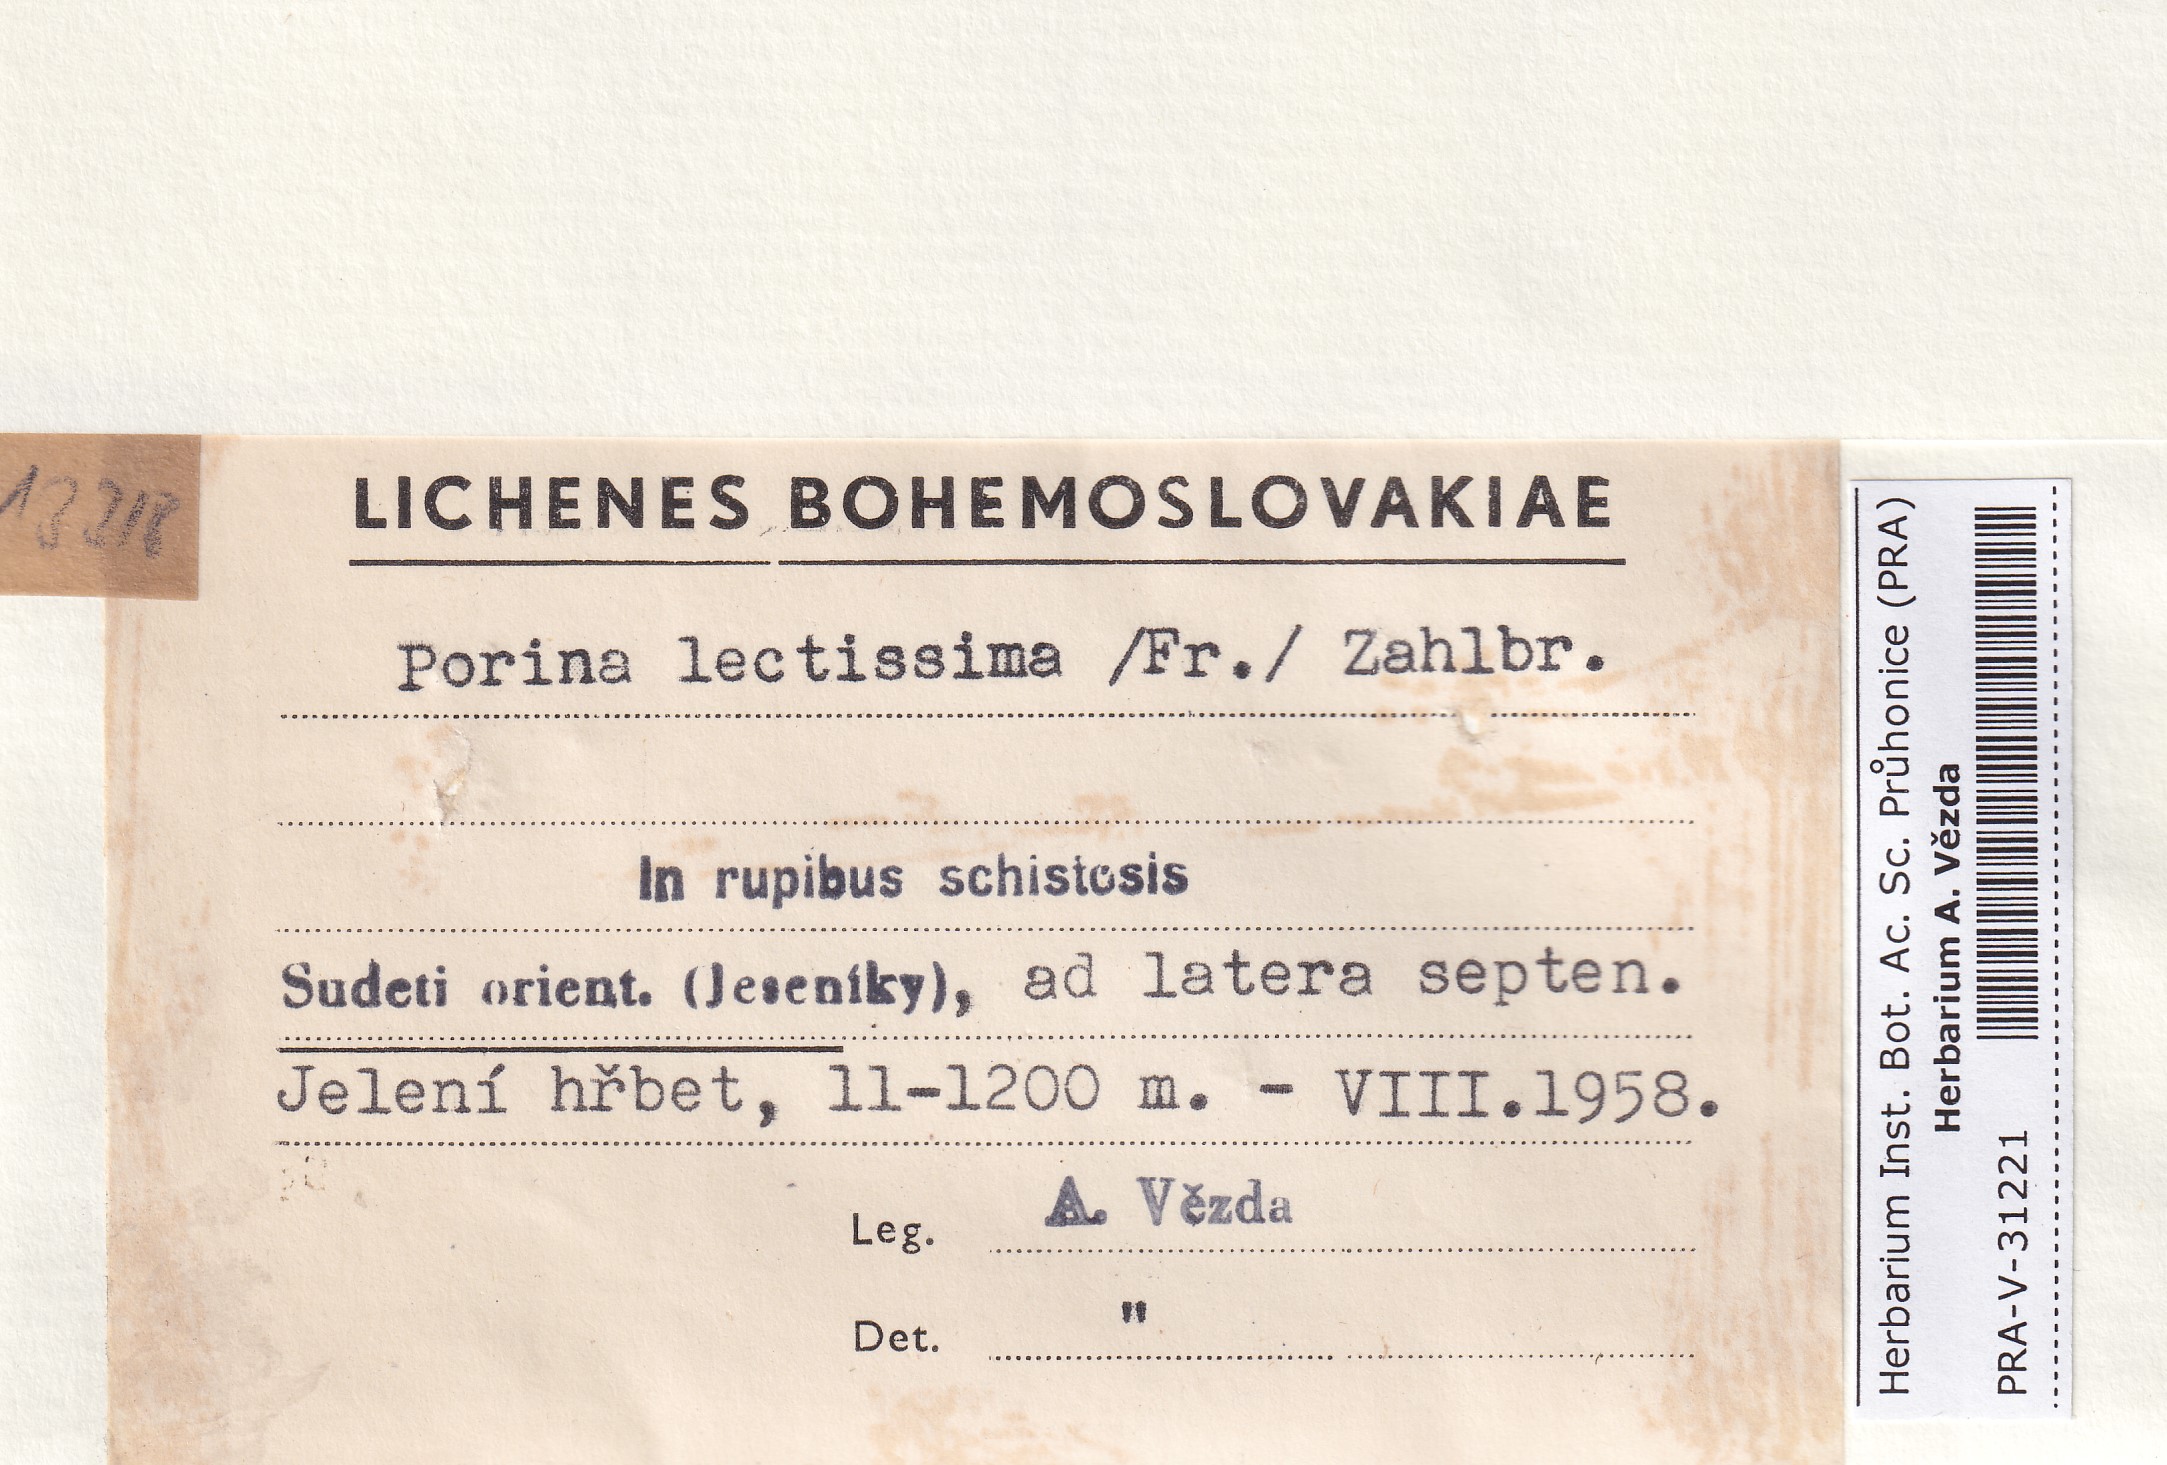 LICHENES BOHEMOSLOVAKIAE
Porina lectissima /Fr./ Zahlbr.
In rupibus schistosis
Sudeti orient. (Jeseníky), ad latera septen.
Jelení hřbet, 11-1200 m. - VIII.1958.
Leg. A. Vězda
Det. "
Herbarium Inst. Bot. Ac. Sc. Průhonice (PRA)
Herbarium A. Vězda
PRA-V-31221